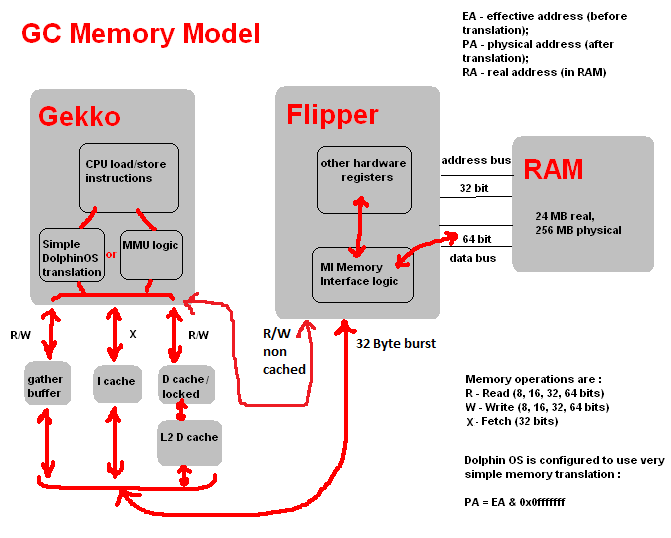 GC Memory Model
EA - effective address (before
translation);
PA - physical address (after
translation);
RA - real address (in RAM)
Gekko
CPU load/store
instructions
Simple
DolphinOS
translation
or
MMU logic
R/W
X
R/W
gather
buffer
I cache
D cache /
locked
L2 D cache
Flipper
other hardware
registers
MI Memory
Interface logic
R/W
non
cached
32 Byte burst
address bus
32 bit
64 bit
data bus
RAM
24 MB real,
256 MB physical
Memory operations are :
R - Read (8, 16, 32, 64 bits)
W - Write (8, 16, 32, 64 bits)
X - Fetch (32 bits)
Dolphin OS is configured to use very
simple memory translation :
PA = EA & 0x0fffffff